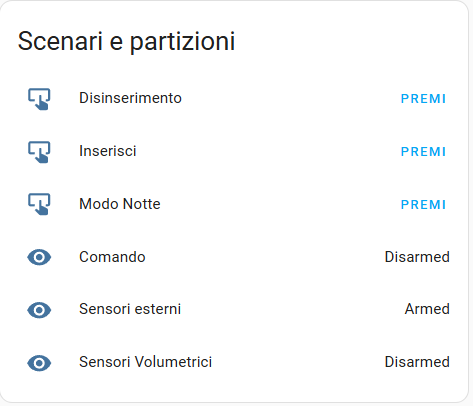 Scenari e partizioni
Disinserimento PREMI
Inserisci PREMI
Modo Notte PREMI
Comando Disarmed
Sensori esterni Armed
Sensori Volumetrici Disarmed